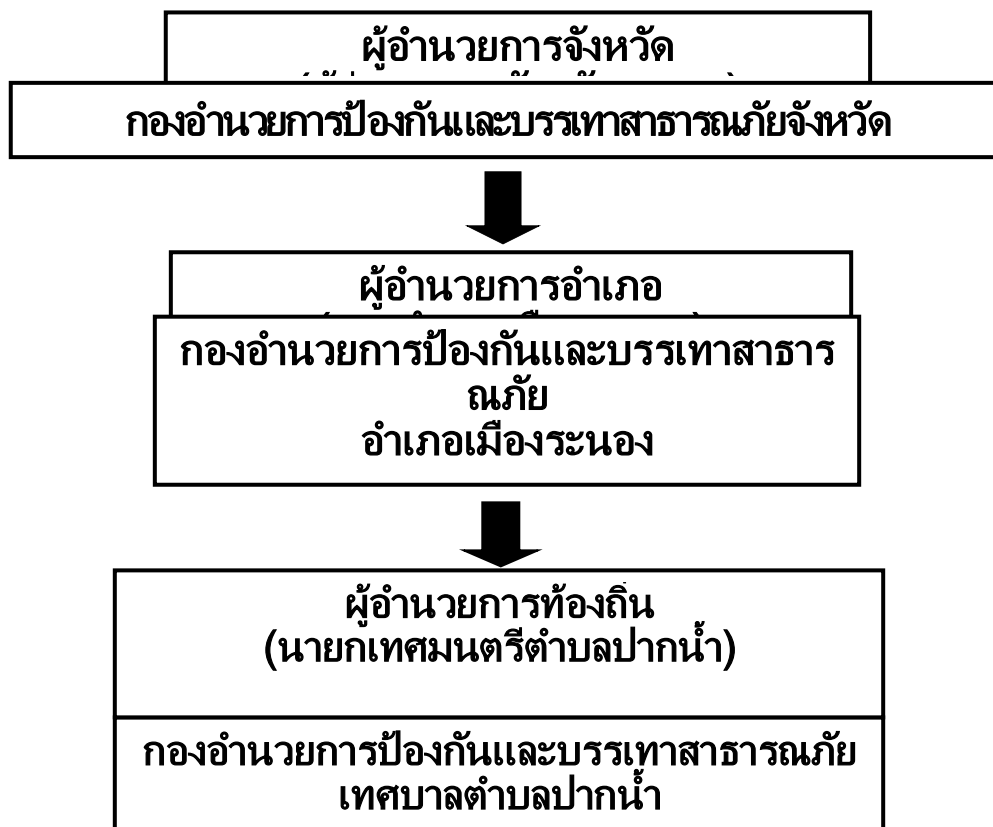 ผู้อำนวยการจังหวัด
กองอำนวยการป้องกันและบรรเทาสาธารณภัยจังหวัด
ผู้อำนวยการอำเภอ
กองอำนวยการป้องกันและบรรเทาสาธาร
ณภัย
อำเภอเมืองระนอง
ผู้อำนวยการท้องถิ่น
(นายกเทศมนตรีตำบลปากน้ำ)
กองอำนวยการป้องกันและบรรเทาสาธารณภัย
เทศบาลตำบลปากน้ำ